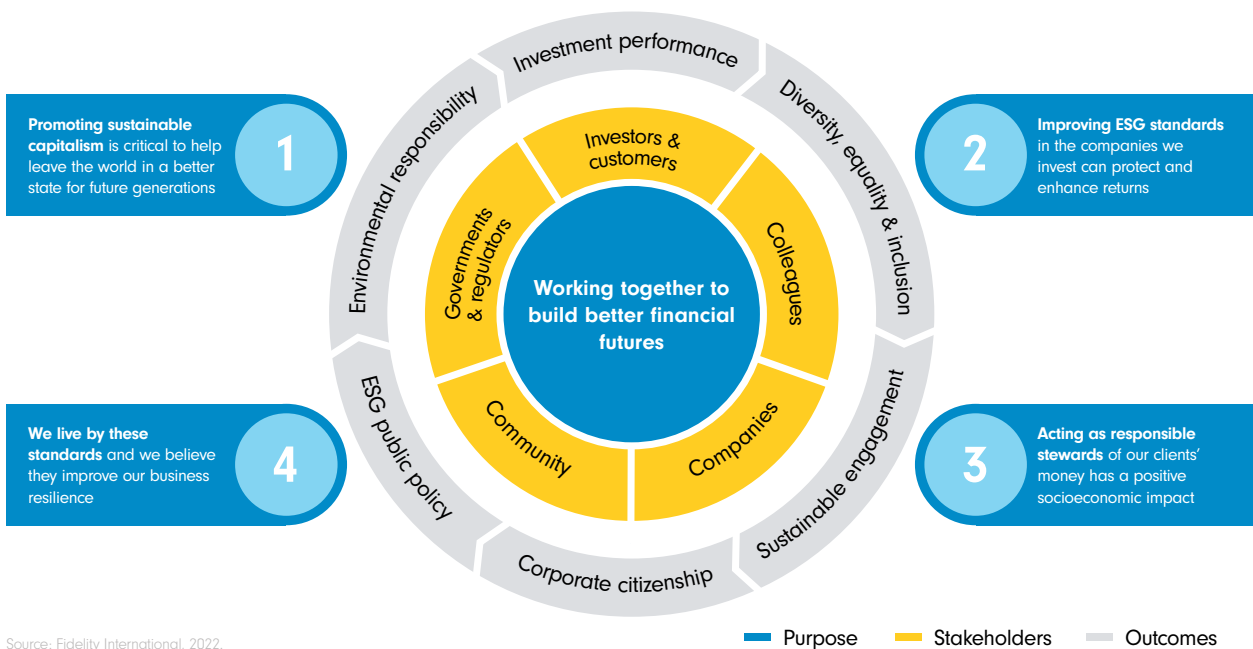 Investment performance
Diversity, equality & inclusion
Sustainable engagement
Corporate citizenship
ESG public policy
Environmental responsibility
Investors &
customers
Colleagues
Companies
Community
Governments
& regulators
Working together to
build better financial
futures
1
Promoting sustainable
capitalism is critical to help
leave the world in a better
state for future generations
2
Improving ESG standards
in the companies we
invest can protect and
enhance returns
3
Acting as responsible
stewards of our clients’
money has a positive
socioeconomic impact
4
We live by these
standards and we believe
they improve our business
resilience
Source: Fidelity International. 2022.
Purpose
Stakeholders
Outcomes